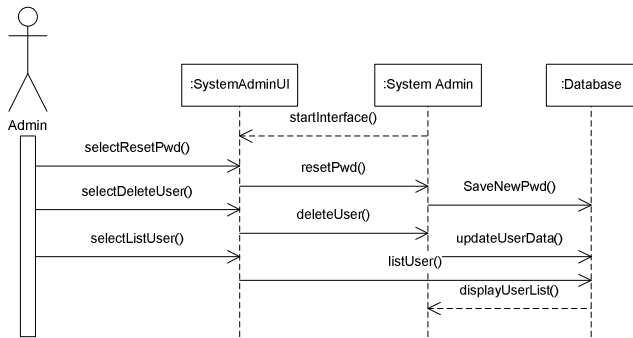 :SystemAdminUI
:System Admin
:Database
Admin
startInterface()
selectResetPwd()
resetPwd()
selectDeleteUser()
SaveNewPwd()
deleteUser()
selectListUser()
updateUserData()
listUser()
displayUserList()